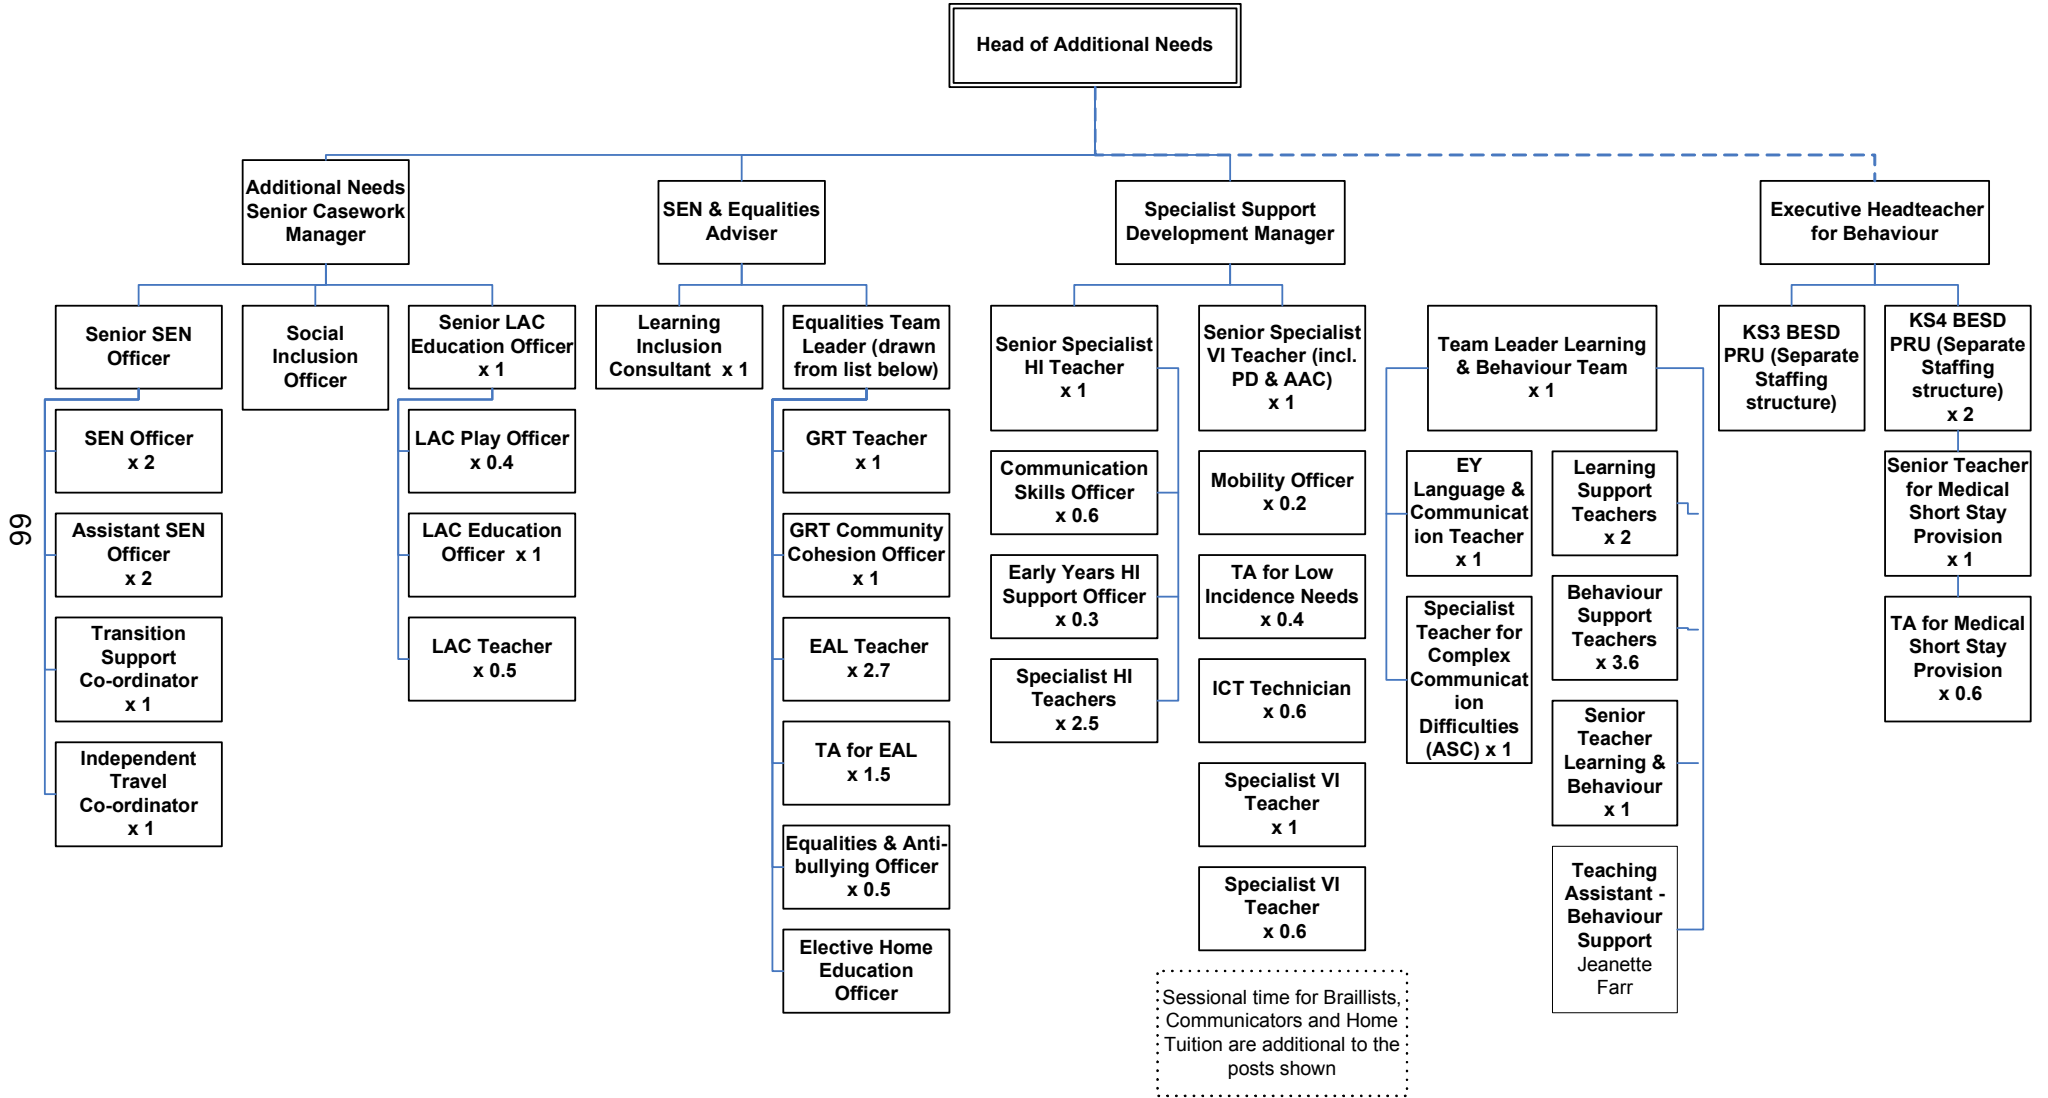 Head of Additional Needs
Additional Needs
Senior Casework
Manager
SEN & Equalities
Adviser
Specialist Support
Development Manager
Executive Headteacher
for Behaviour
Senior SEN
Officer
Social
Inclusion
Officer
Senior LAC
Education Officer
x 1
Learning
Inclusion
Consultant  x 1
Equalities Team
Leader (drawn
from list below)
Senior Specialist
HI Teacher
x 1
Senior Specialist
VI Teacher (incl.
PD & AAC)
x 1
Team Leader Learning
& Behaviour Team
x 1
KS3 BESD
PRU (Separate
Staffing
structure)
KS4 BESD
PRU (Separate
Staffing
structure)
x 2
SEN Officer
x 2
Assistant SEN
Officer
x 2
Transition
Support
Co-ordinator
x 1
Independent
Travel
Co-ordinator
x 1
LAC Play Officer
x 0.4
LAC Education
Officer  x 1
LAC Teacher
x 0.5
GRT Teacher
x 1
GRT Community
Cohesion Officer
x 1
EAL Teacher
x 2.7
TA for EAL
x 1.5
Equalities & Anti-
bullying Officer
x 0.5
Elective Home
Education
Officer
Communication
Skills Officer
x 0.6
Early Years HI
Support Officer
x 0.3
Specialist HI
Teachers
x 2.5
Mobility Officer
x 0.2
TA for Low
Incidence Needs
x 0.4
ICT Technician
x 0.6
Specialist VI
Teacher
x 1
Specialist VI
Teacher
x 0.6
Sessional time for Braillists,
Communicators and Home
Tuition are additional to the
posts shown
EY
Language &
Communicat
ion Teacher
x 1
Specialist
Teacher for
Complex
Communicat
ion
Difficulties
(ASC) x 1
Learning
Support
Teachers
x 2
Behaviour
Support
Teachers
x 3.6
Senior
Teacher
Learning &
Behaviour
x 1
Teaching
Assistant -
Behaviour
Support
Jeanette
Farr
Senior Teacher
for Medical
Short Stay
Provision
x 1
TA for Medical
Short Stay
Provision
x 0.6
99